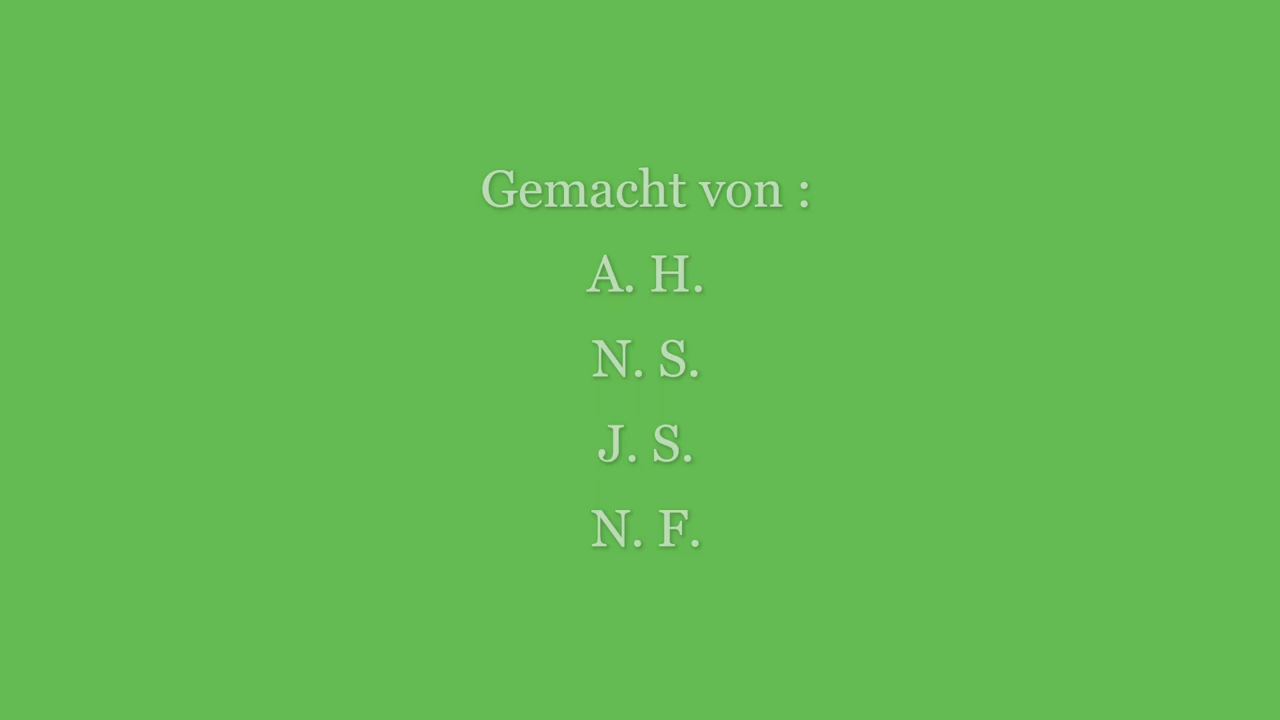 Gemacht von :
A. H.
N. S.
J. S.
N. F.